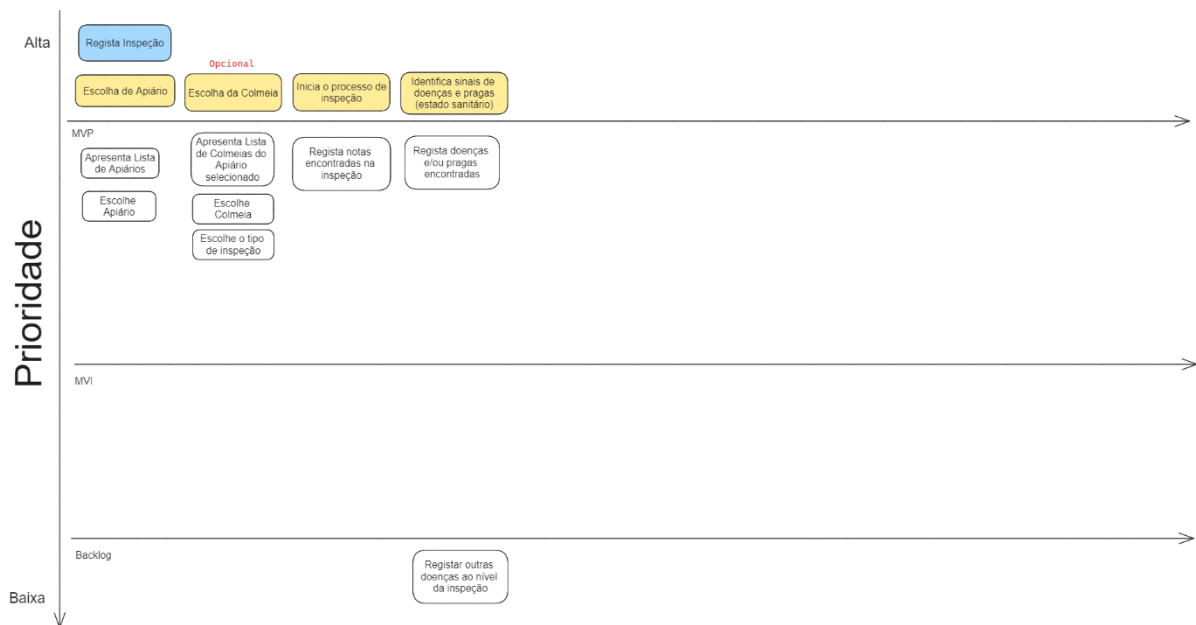 Alta
Regista Inspeção
Opcional
Escolha de Apiário
Escolha da Colmeia
Inicia o processo de
inspeção
Identifica sinais de
doenças e pragas
(estado sanitário)
MVP
Apresenta Lista
de Apiários
Apresenta Lista
de Colmeias do
Apiário
selecionado
Regista notas
encontradas na
inspeção
Regista doenças
e/ou pragas
encontradas
Escolhe
Apiário
Escolhe
Colmeia
Escolhe o tipo
de inspeção
Prioridade
MVI
Backlog
Registar outras
doenças ao nível
da inspeção
Baixa